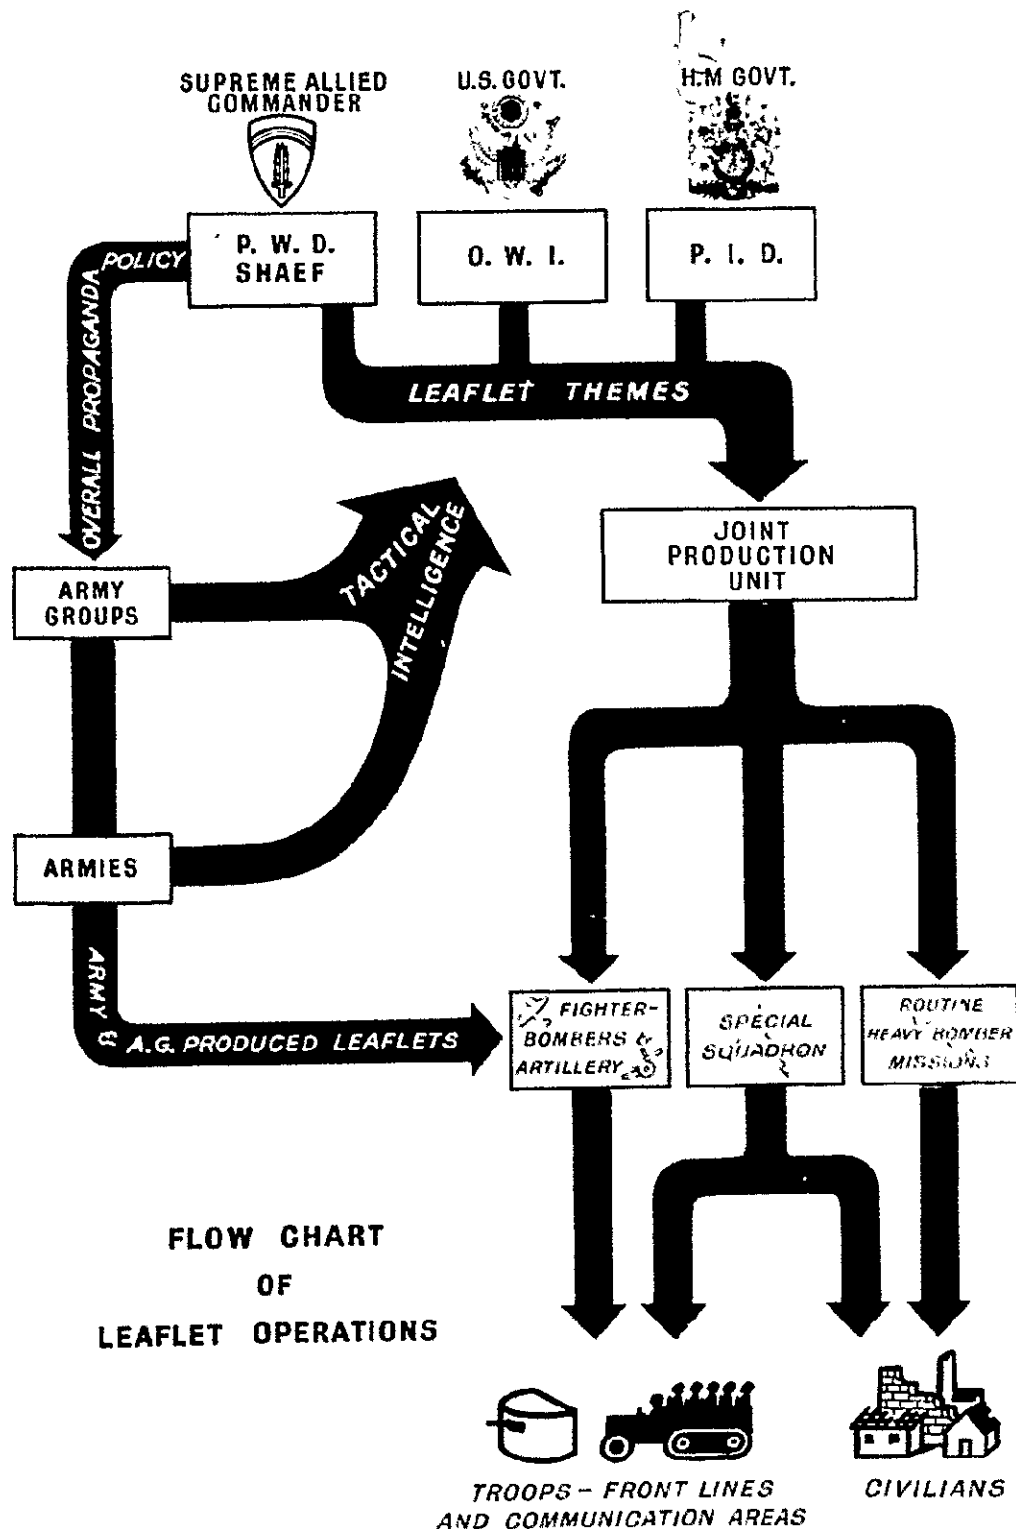 SUPREME ALLIED
COMMANDER
U.S. GOVT.
H.M GOVT.
P. W. D.
SHAEF
O. W. I.
P. I. D.
POLICY
OVERALL PROPAGANDA
LEAFLET THEMES
TACTICAL
INTELLIGENCE
JOINT
PRODUCTION
UNIT
ARMY
GROUPS
ARMIES
ARMY &
A.G. PRODUCED LEAFLETS
FIGHTER-
BOMBERS &
ARTILLERY
SPECIAL
SQUADRON
ROUTINE
HEAVY BOMBER
MISSIONS
FLOW CHART
OF
LEAFLET OPERATIONS
TROOPS – FRONT LINES
AND COMMUNICATION AREAS
CIVILIANS